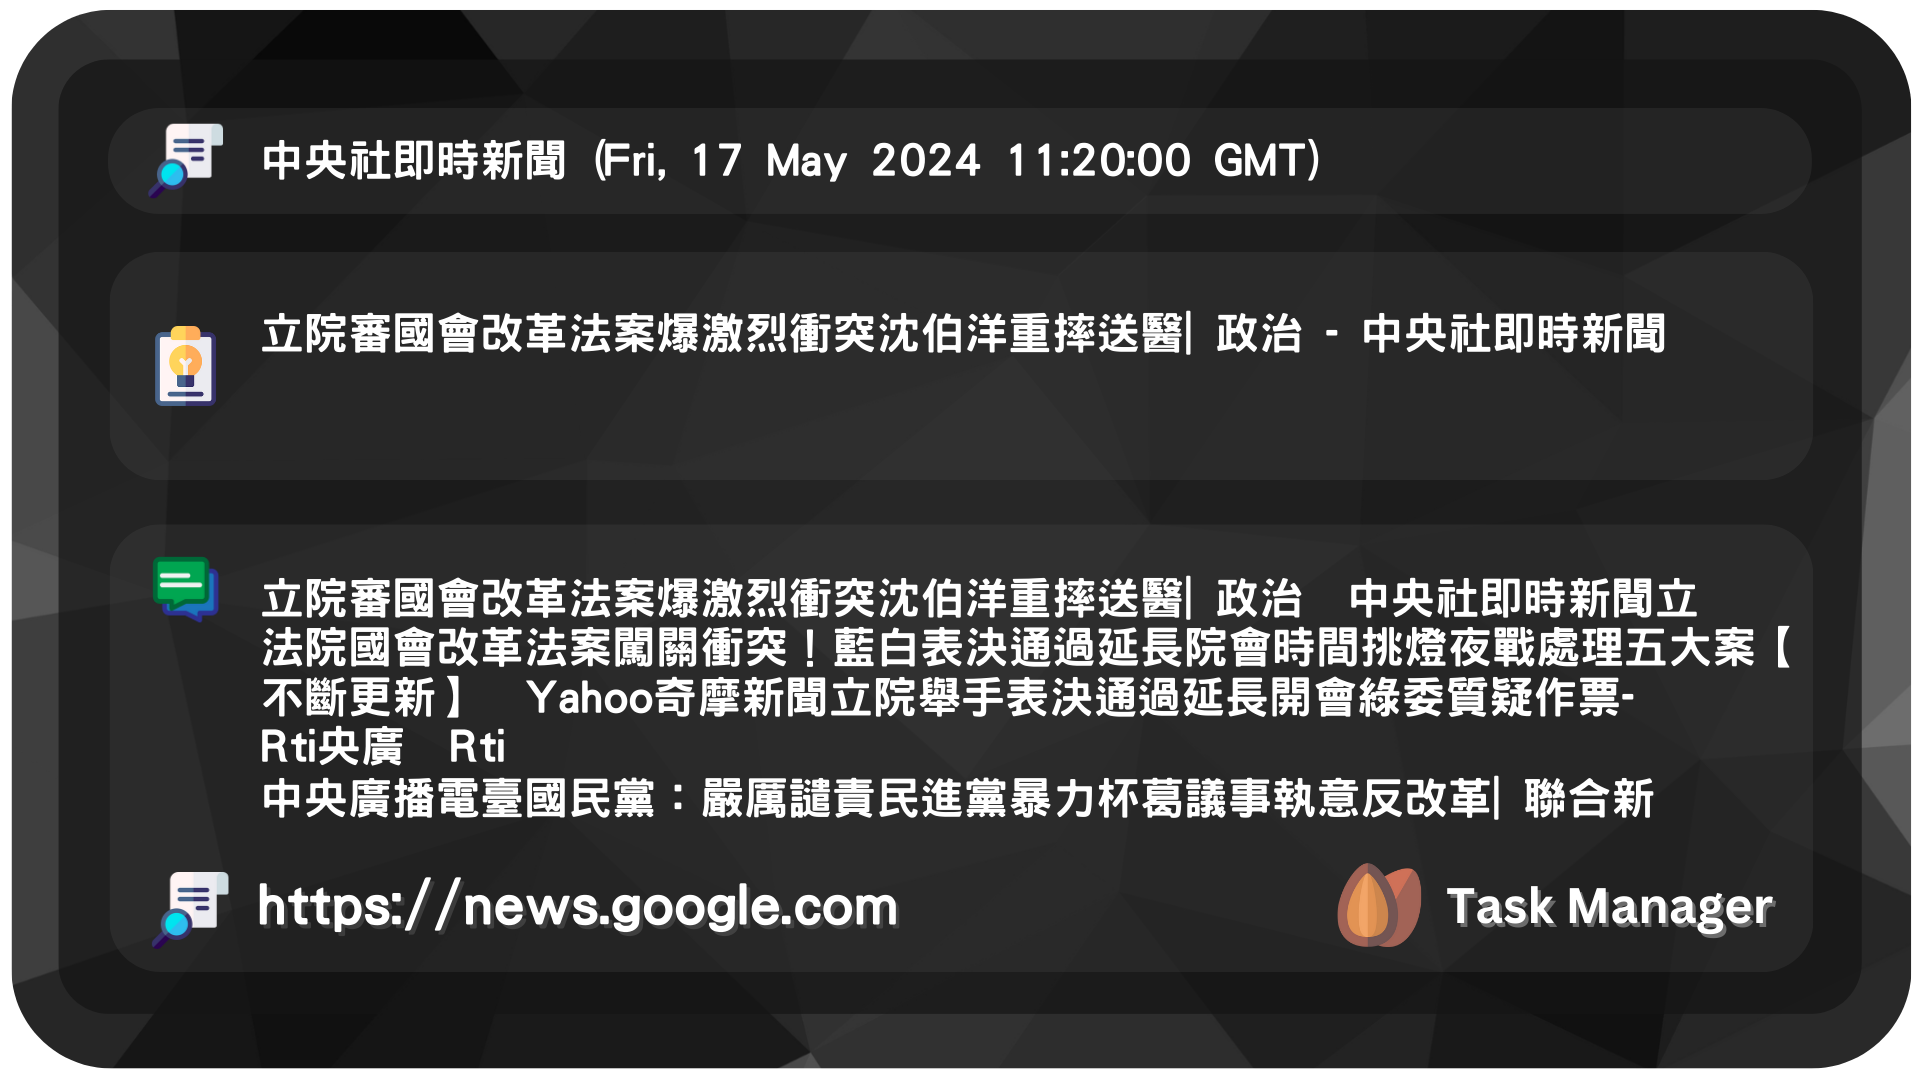 中央社即時新聞 (Fri, 17 May 2024 11:20:00 GMT)
立院審國會改革法案爆激烈衝突沈伯洋重摔送醫| 政治 - 中央社即時新聞
立院審國會改革法案爆激烈衝突沈伯洋重摔送醫| 政治　中央社即時新聞立
法院國會改革法案闖關衝突！藍白表決通過延長院會時間挑燈夜戰處理五大案【
不斷更新】　Yahoo奇摩新聞立院舉手表決通過延長開會綠委質疑作票-
Rti央廣　Rti
中央廣播電臺國民黨：嚴厲譴責民進黨暴力杯葛議事執意反改革| 聯合新
https://news.google.com
Task Manager